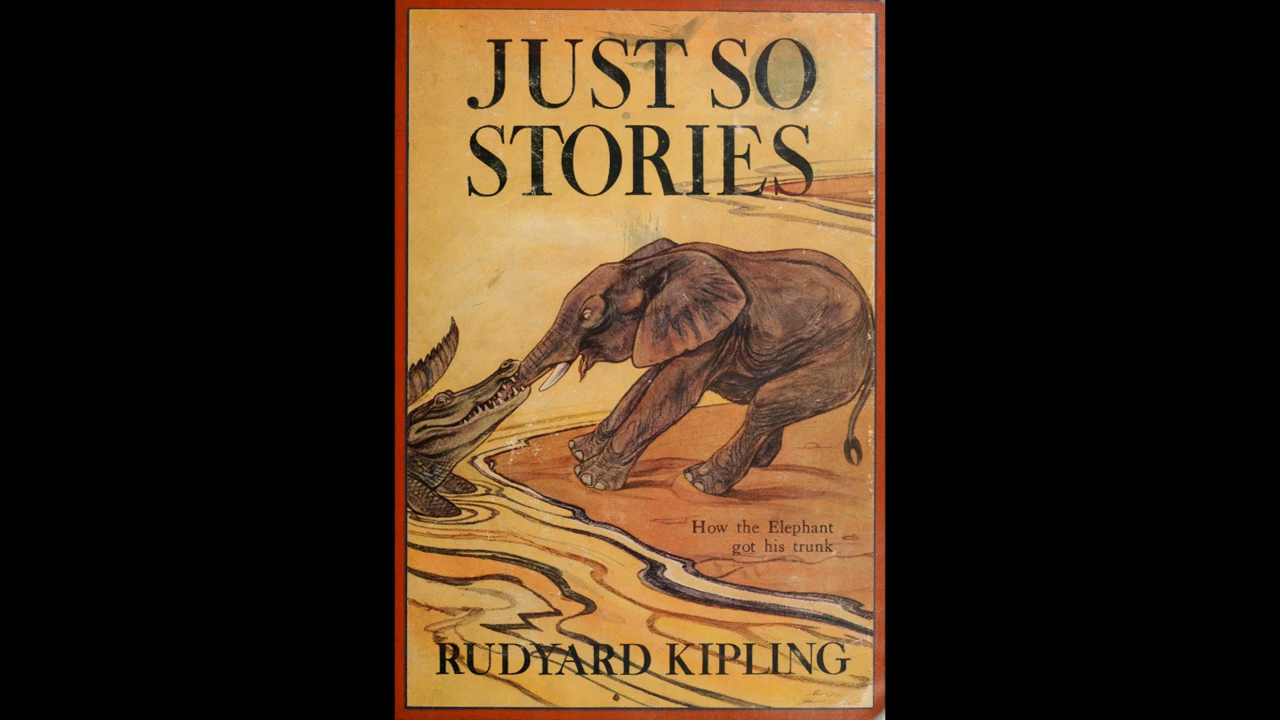 JUST SO
STORIES
How the Elephant
got his trunk
RUDYARD KIPLING